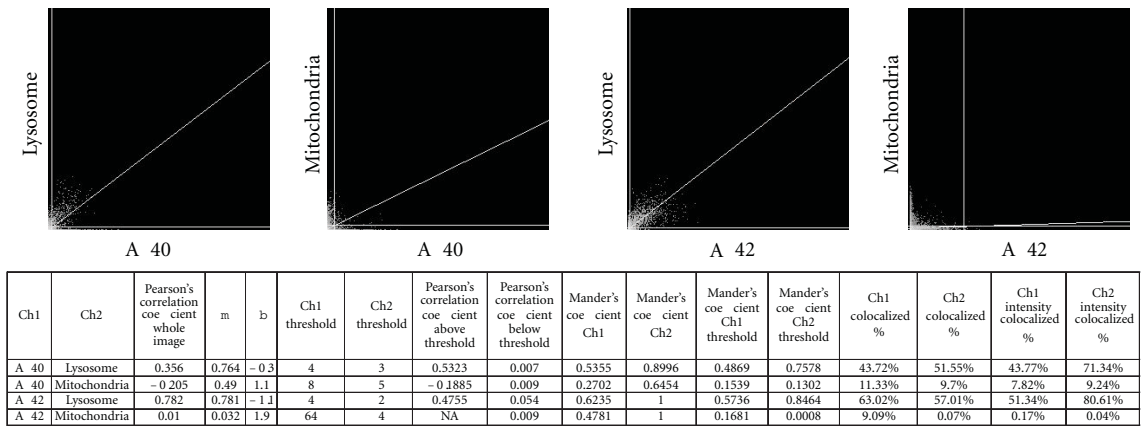 Lysosome
A 40
Mitochondria
A 40
Lysosome
A 42
Mitochondria
A 42
Ch1 Ch2 Pearson's correlation coe cient whole image m b Ch1 threshold Ch2 threshold Pearson's correlation coe cient above threshold Pearson's correlation coe cient below threshold Mander's coe cient Ch1 Mander's coe cient Ch2 Mander's coe cient Ch1 threshold Mander's coe cient Ch2 threshold Ch1 colocalized % Ch2 colocalized % Ch1 intensity colocalized % Ch2 intensity colocalized %
A 40 Lysosome 0.356 0.764 – 0 3 4 3 0.5323 0.007 0.5355 0.8996 0.4869 0.7578 43.72% 51.55% 43.77% 71.34%
A 40 Mitochondria – 0 205 0.49 1.1 8 5 – 0 1885 0.009 0.2702 0.6454 0.1539 0.1302 11.33% 9.7% 7.82% 9.24%
A 42 Lysosome 0.782 0.781 – 1.1 4 2 0.4755 0.054 0.6235 1 0.5736 0.8464 63.02% 57.01% 51.34% 80.61%
A 42 Mitochondria 0.01 0.032 1.9 64 4 NA 0.009 0.4781 1 0.1681 0.0008 9.09% 0.07% 0.17% 0.04%